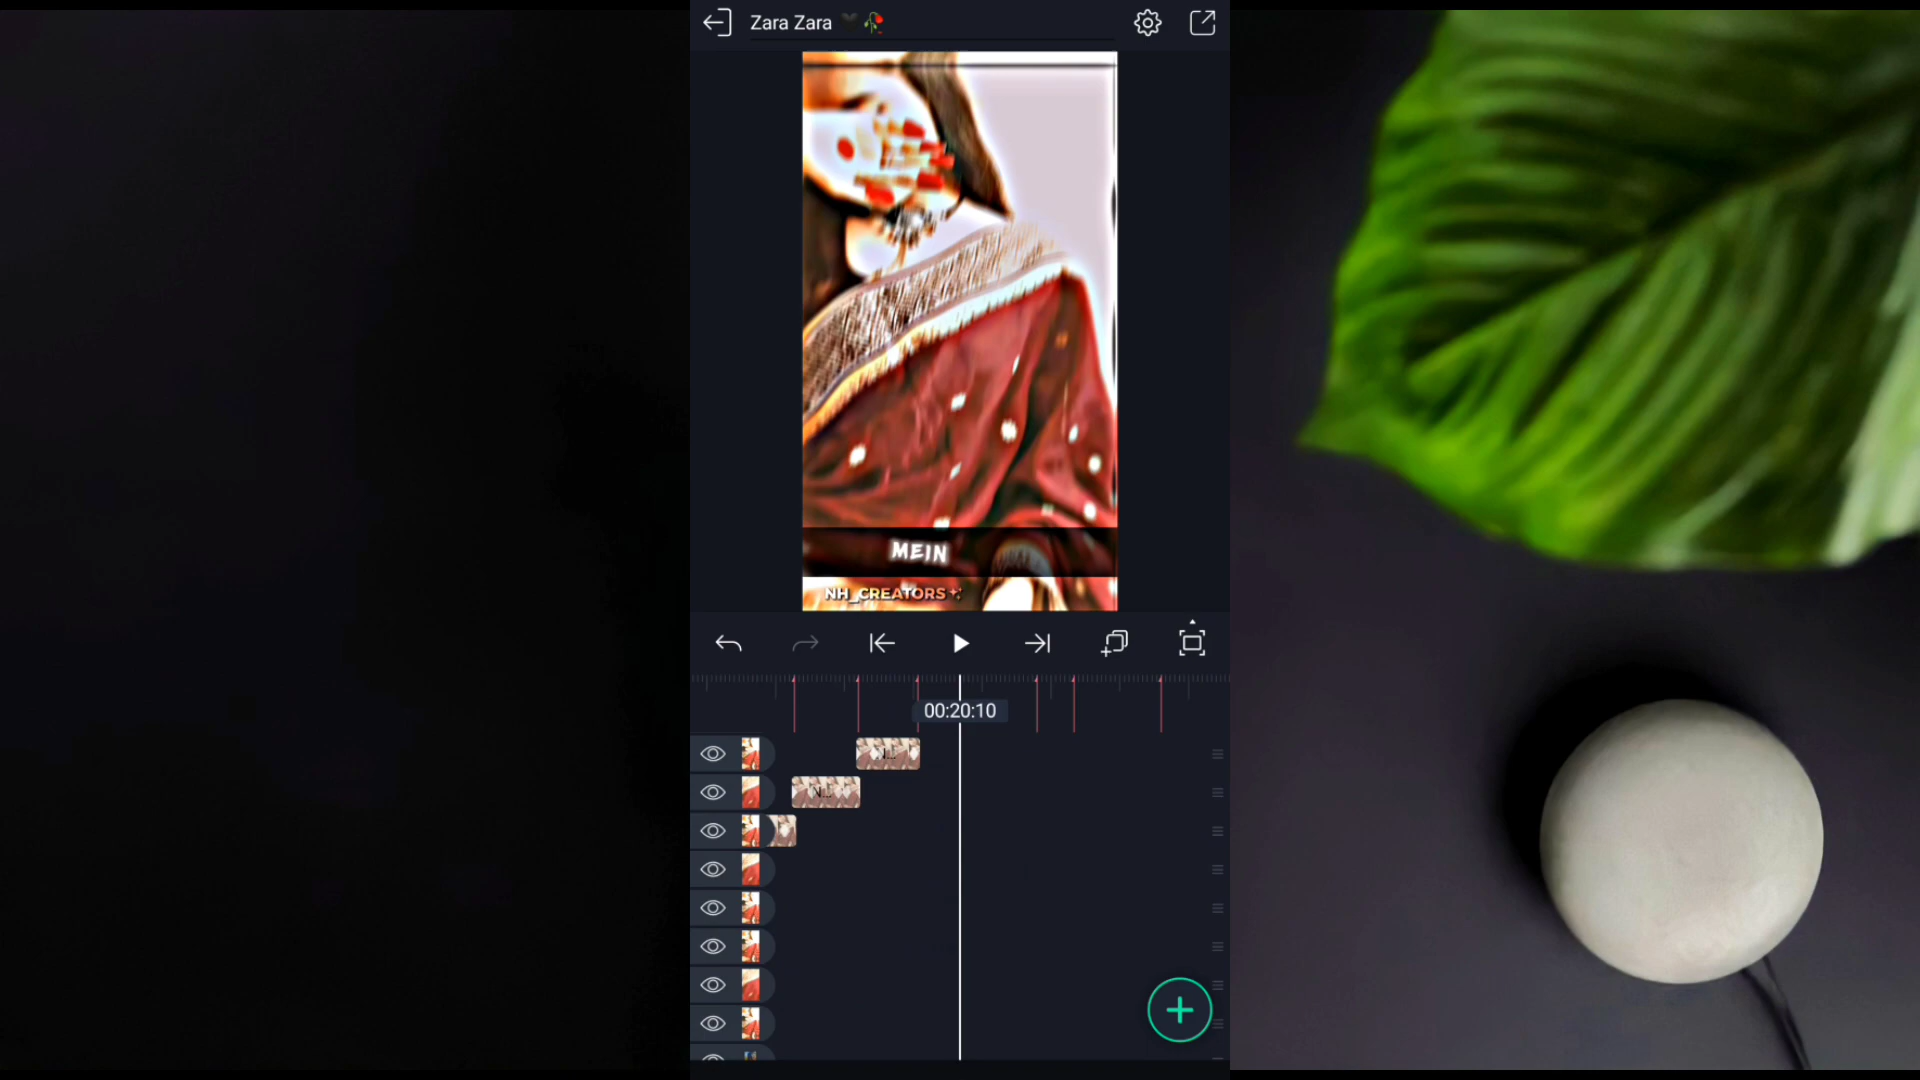 Zara Zara 🖤🥀
MEIN
NH_CREATORS✨
00:20:10
N...
N...